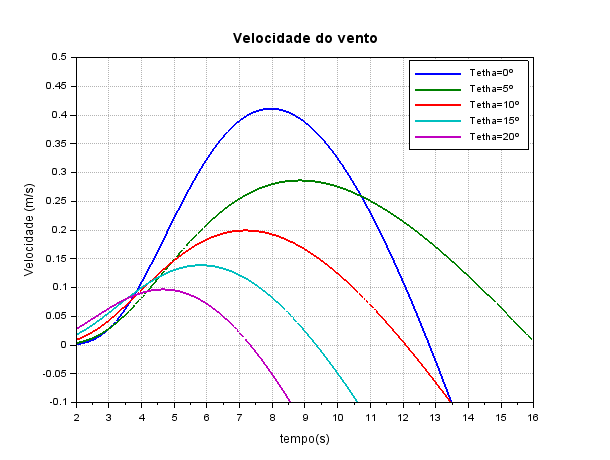 Velocidade do vento
0.5
0.45
0.4
0.35
0.3
0.25
0.2
0.15
0.1
0.05
0
-0.05
-0.1
Velocidade (m/s)
Tetha=0º
Tetha=5º
Tetha=10º
Tetha=15º
Tetha=20º
2 3 4 5 6 7 8 9 10 11 12 13 14 15 16
tempo(s)